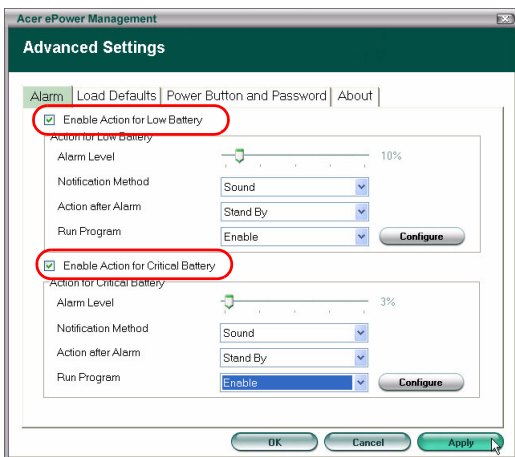 Acer ePower Management
Advanced Settings
Alarm Load Defaults Power Button and Password About
Enable Action for Low Battery
Action for Low Battery
Alarm Level 10%
Notification Method Sound
Action after Alarm Stand By
Run Program Enable Configure
Enable Action for Critical Battery
Action for Critical Battery
Alarm Level 3%
Notification Method Sound
Action after Alarm Stand By
Run Program Enable Configure
OK Cancel Apply